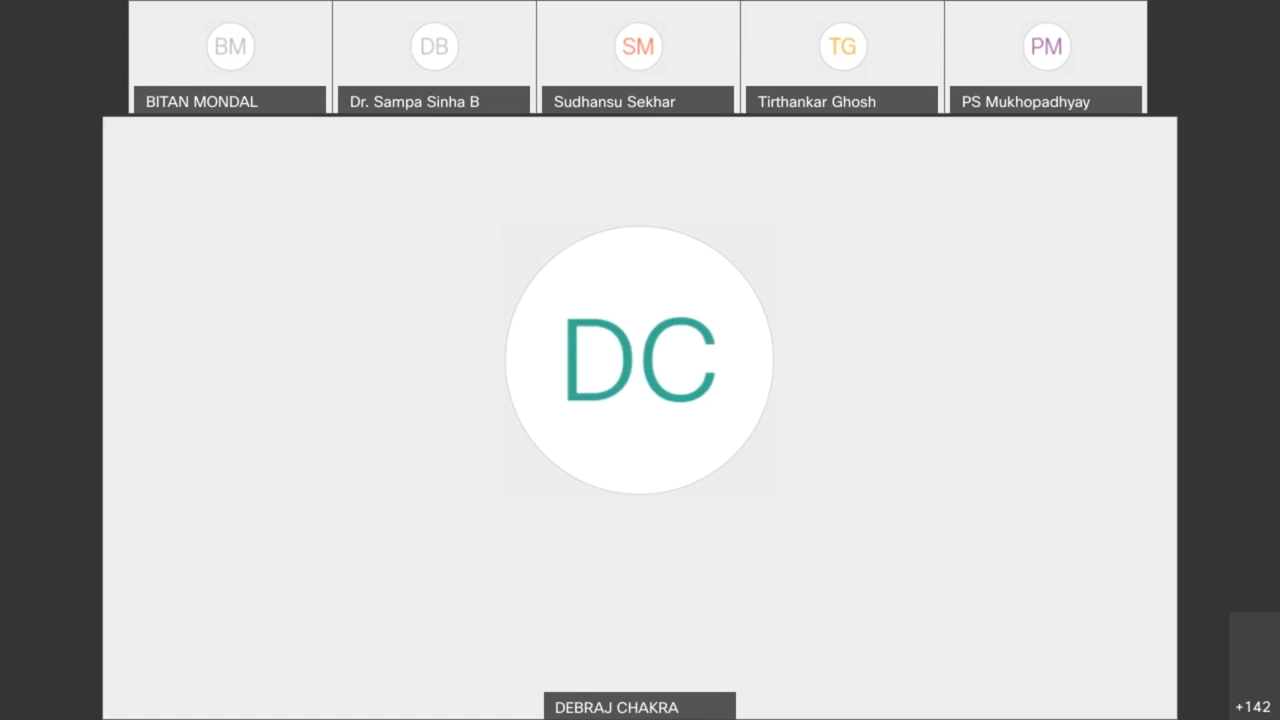 BM
DB
SM
TG
PM
BITAN MONDAL
Dr. Sampa Sinha B
Sudhansu Sekhar
Tirthankar Ghosh
PS Mukhopadhyay
DC
DEBRAJ CHAKRA
+142